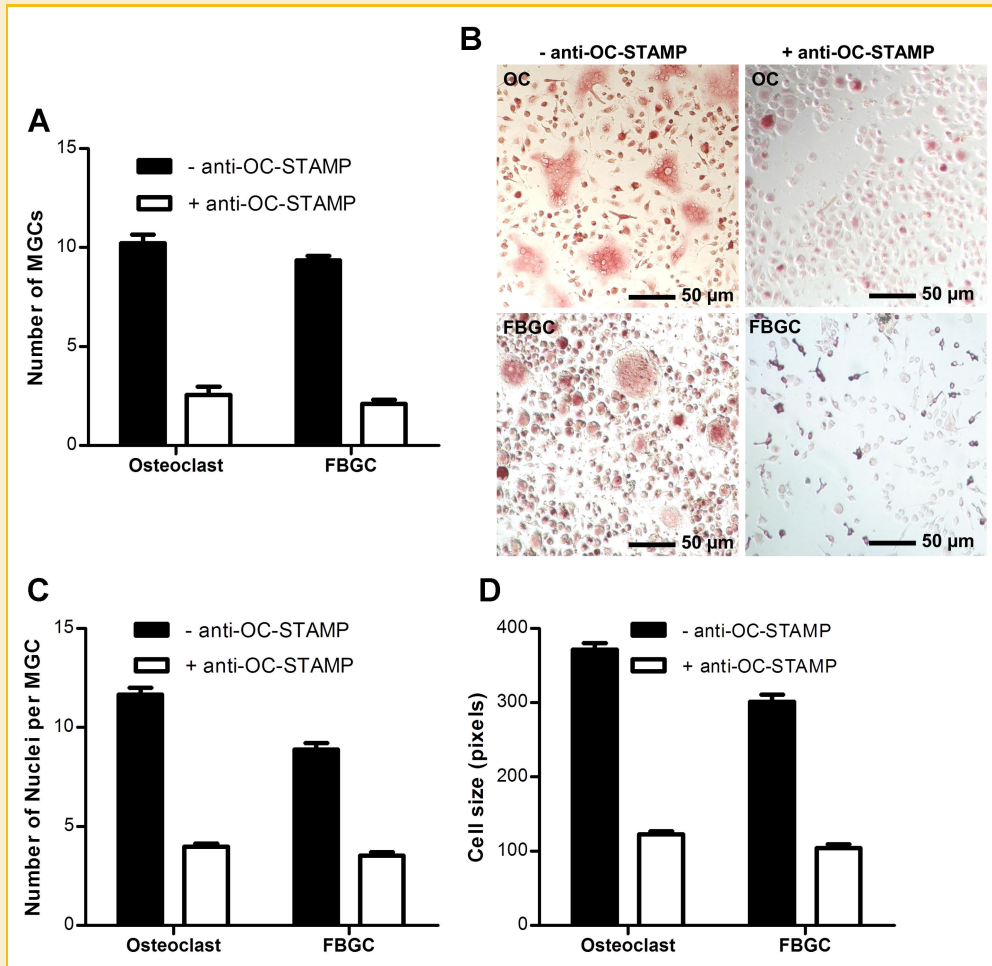 A
15
10
5
0
Number of MGCs
- anti-OC-STAMP
+ anti-OC-STAMP
Osteoclast
FBGC
B
- anti-OC-STAMP
+ anti-OC-STAMP
OC
50 µm
OC
50 µm
FBGC
50 µm
FBGC
50 µm
C
15
10
5
0
Number of Nuclei per MGC
- anti-OC-STAMP
+ anti-OC-STAMP
Osteoclast
FBGC
D
400
300
200
100
0
Cell size (pixels)
- anti-OC-STAMP
+ anti-OC-STAMP
Osteoclast
FBGC